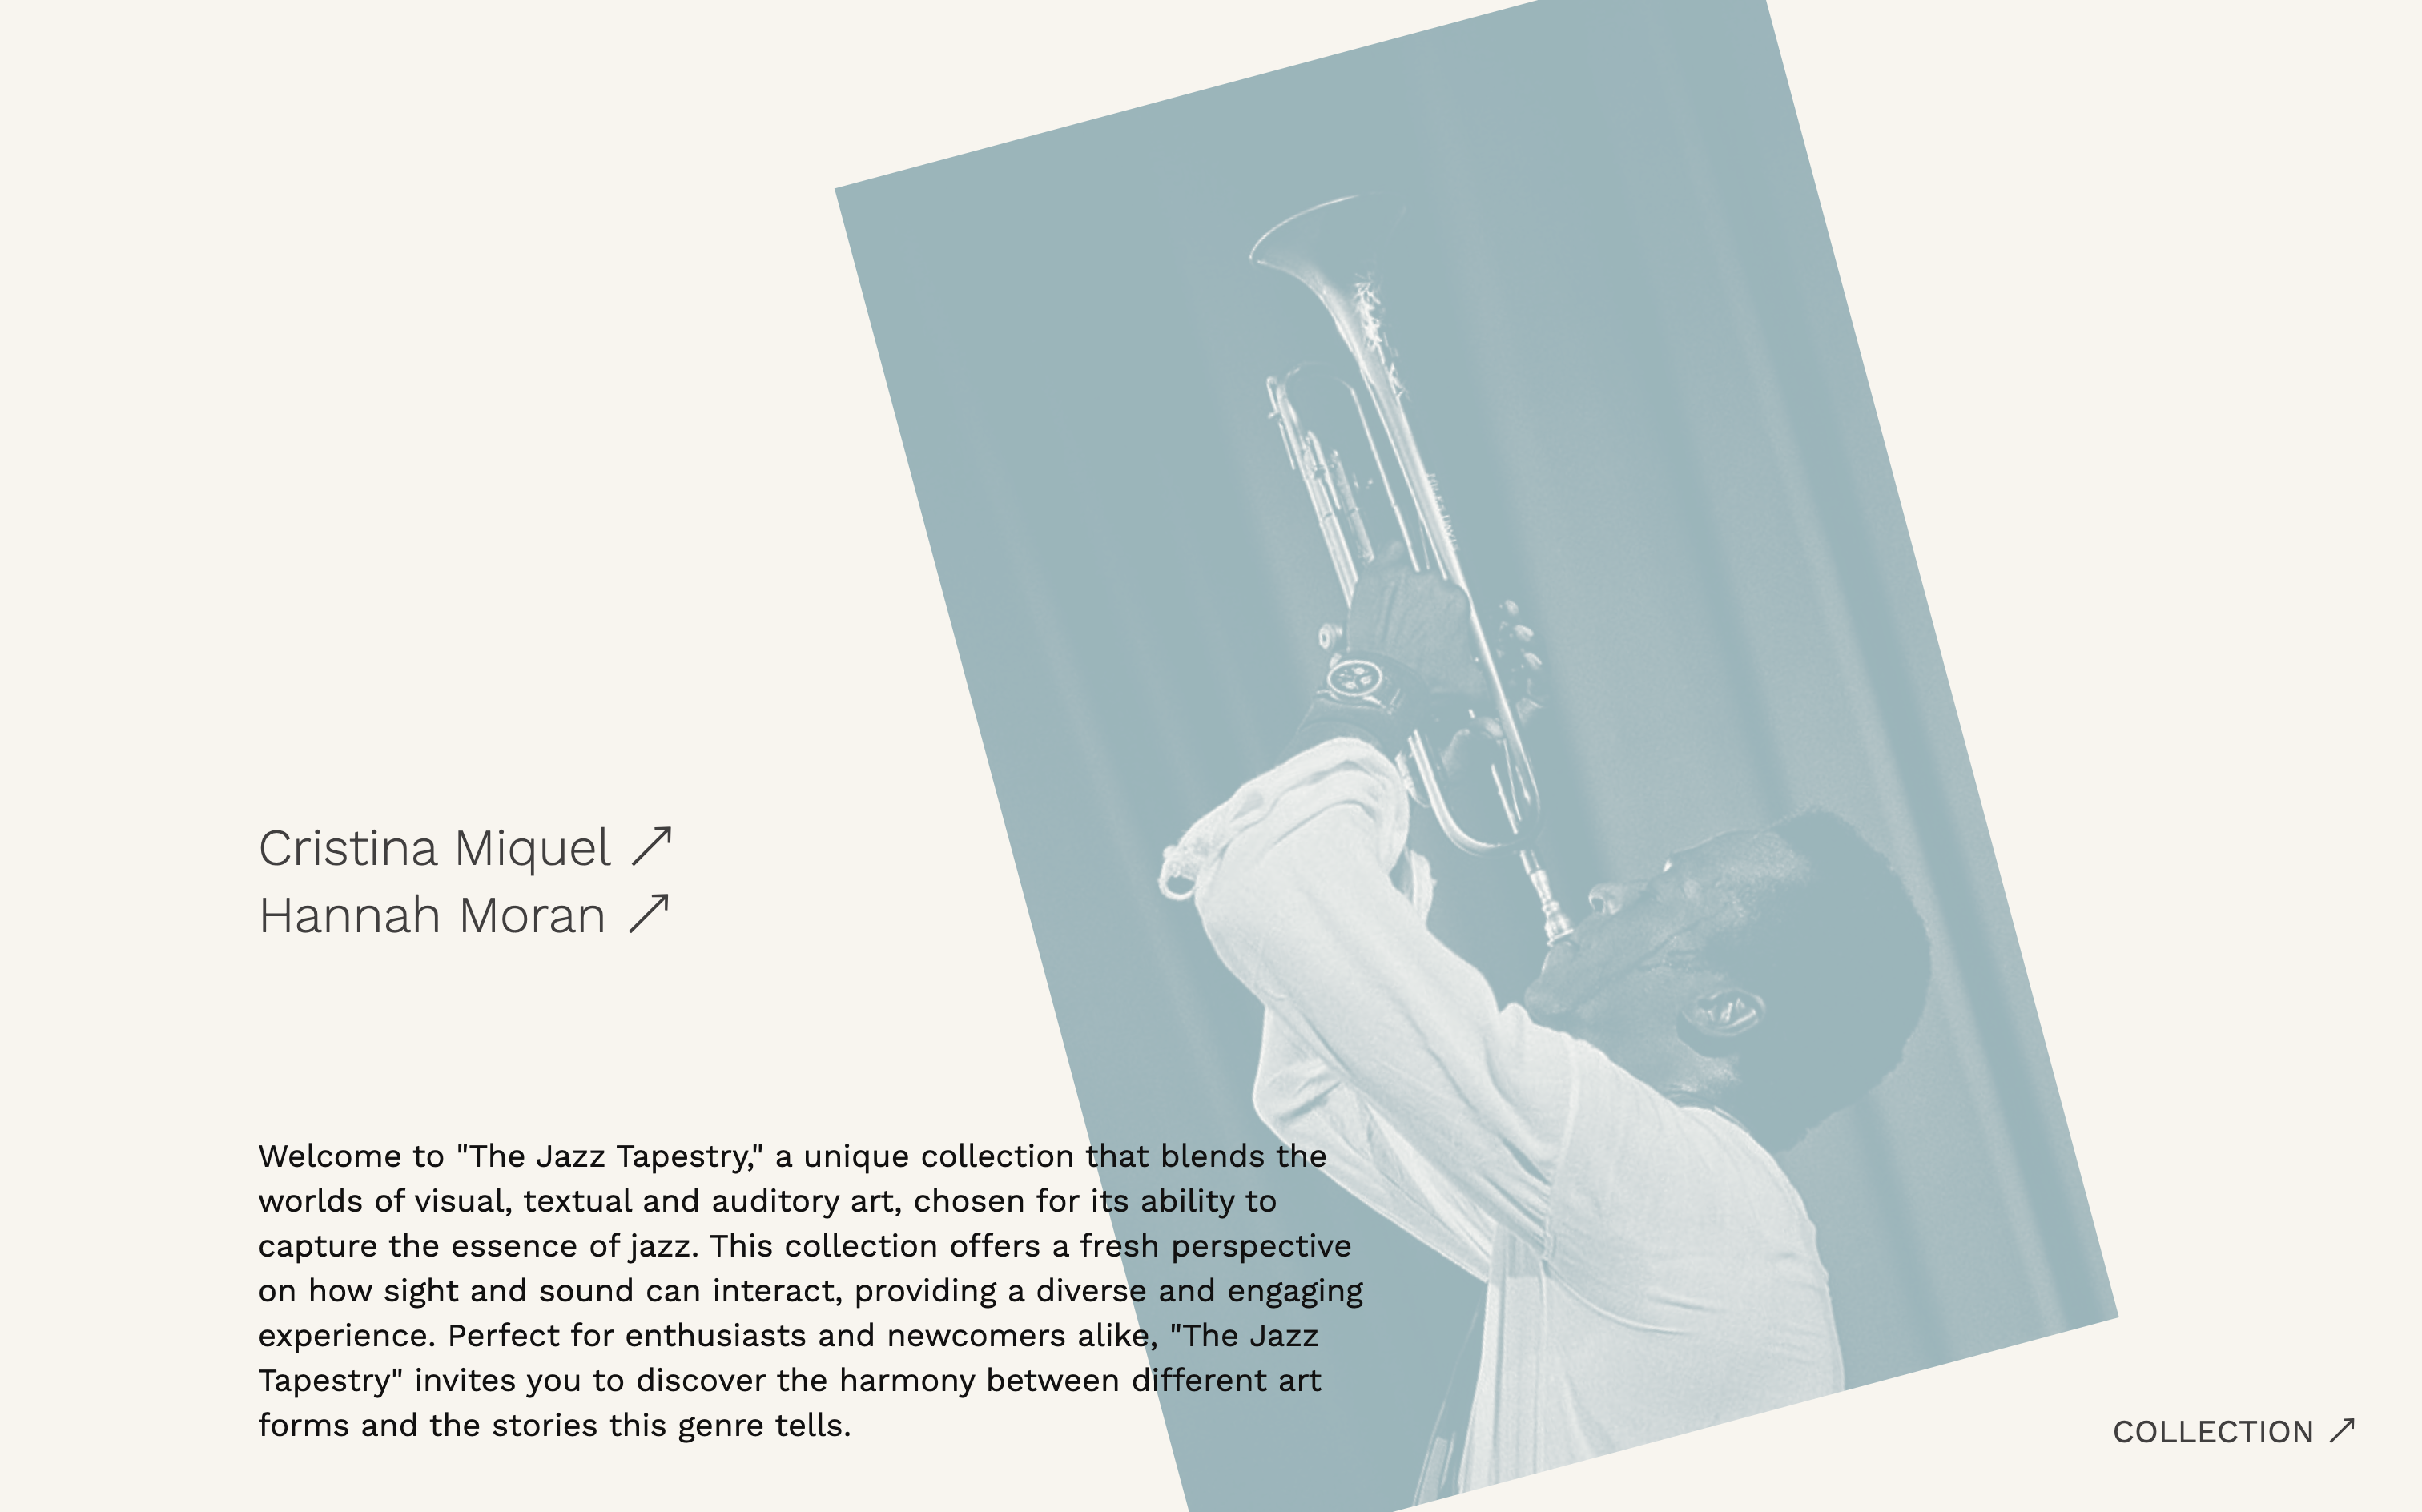 Cristina Miquel ↗
Hannah Moran ↗
Welcome to "The Jazz Tapestry," a unique collection that blends the
worlds of visual, textual and auditory art, chosen for its ability to
capture the essence of jazz. This collection offers a fresh perspective
on how sight and sound can interact, providing a diverse and engaging
experience. Perfect for enthusiasts and newcomers alike, "The Jazz
Tapestry" invites you to discover the harmony between different art
forms and the stories this genre tells.
COLLECTION ↗